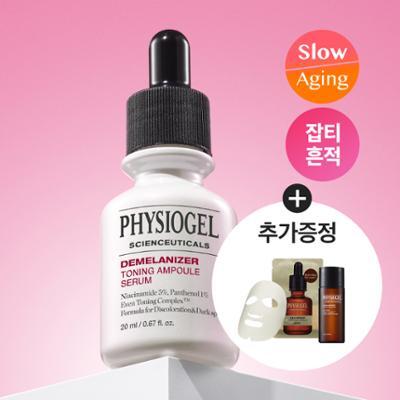 Slow
Aging
잡티
흔적
+
추가증정
PHYSIOGEL
SCIENCEUTICALS
DEMELANIZER
TONING AMPOULE
SERUM
Niacinamide 5%, Panthenol 1%
Even Toning Complex™
Formula for Discoloration & Dark
20 ml / 0.67 fl. oz.
PHYSIOGEL
PHYSIOGEL